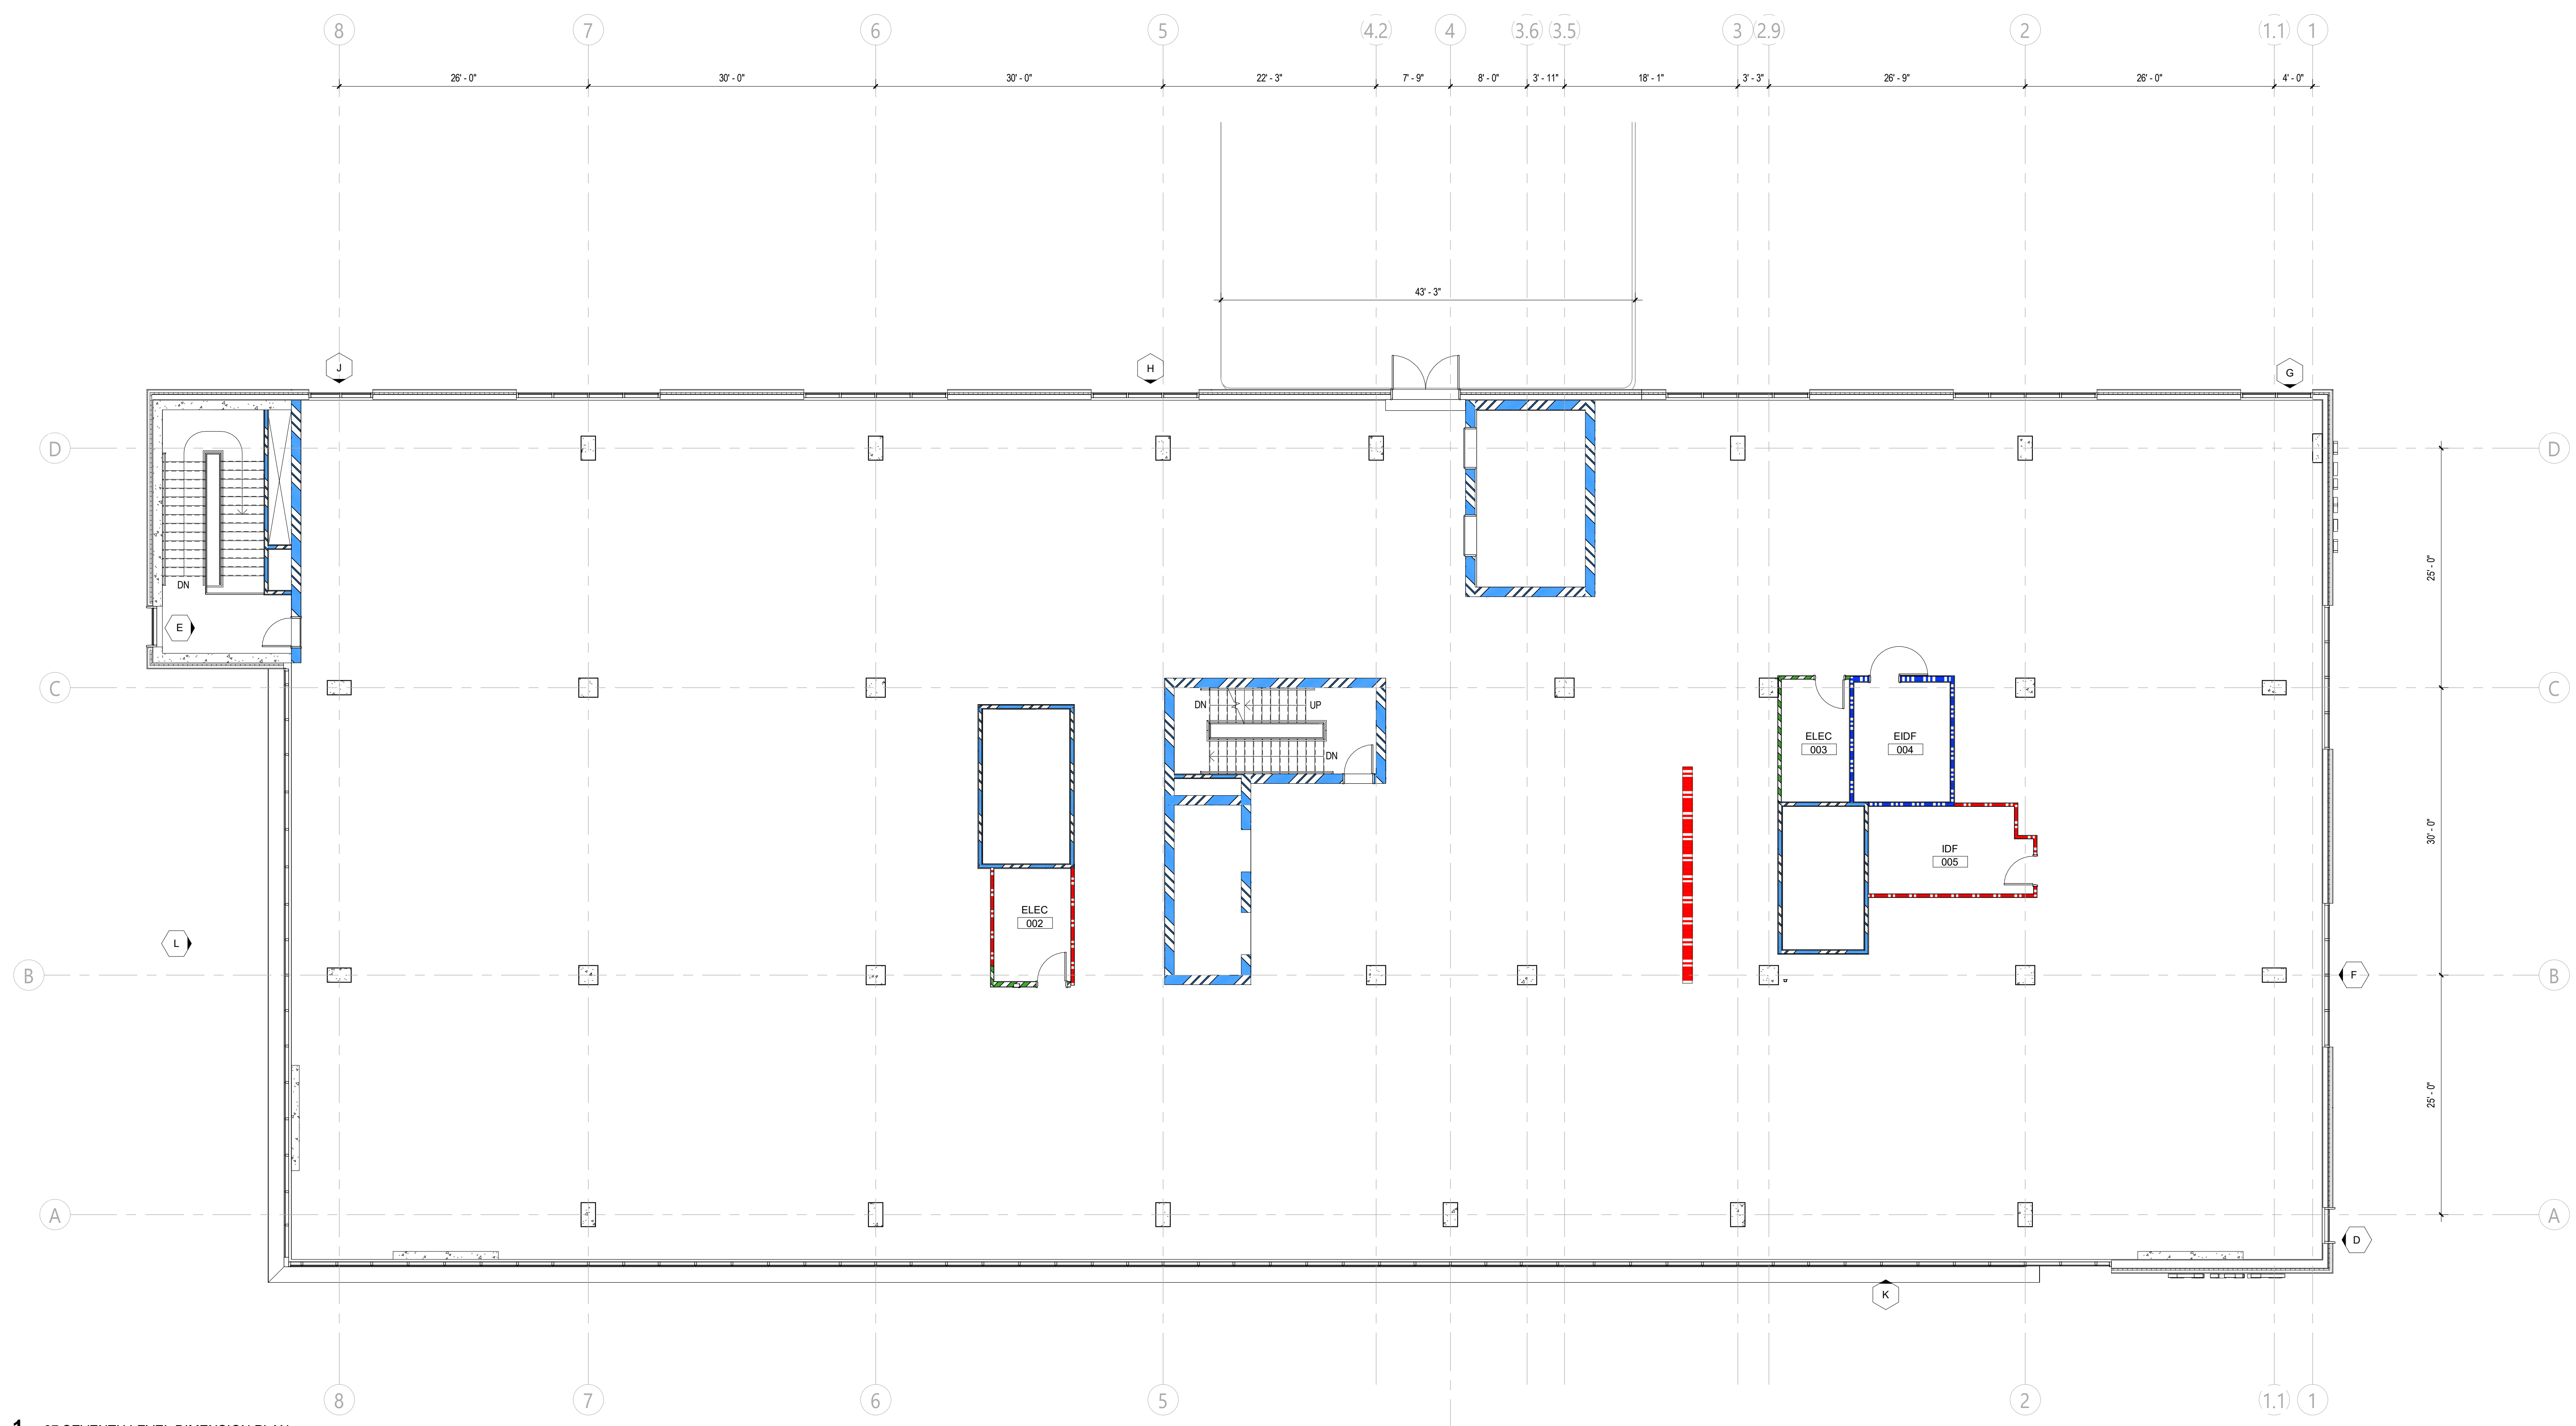 8 7 6 5 4.2 4 3.6 3.5 3 2.9 2 1.1 1
26' - 0" 30' - 0" 30' - 0" 22' - 3" 7' - 9" 8' - 0" 3' - 11" 18' - 1" 3' - 3" 26' - 9" 26' - 0" 4' - 0"
43' - 3"
J H G
D D
25' - 0"
DN
E
C C
DN UP
ELEC
003
EIDF
004
DN
30' - 0"
IDF
005
ELEC
002
L
B F B
25' - 0"
A A
D
K
8 7 6 5 2 1.1 1
1